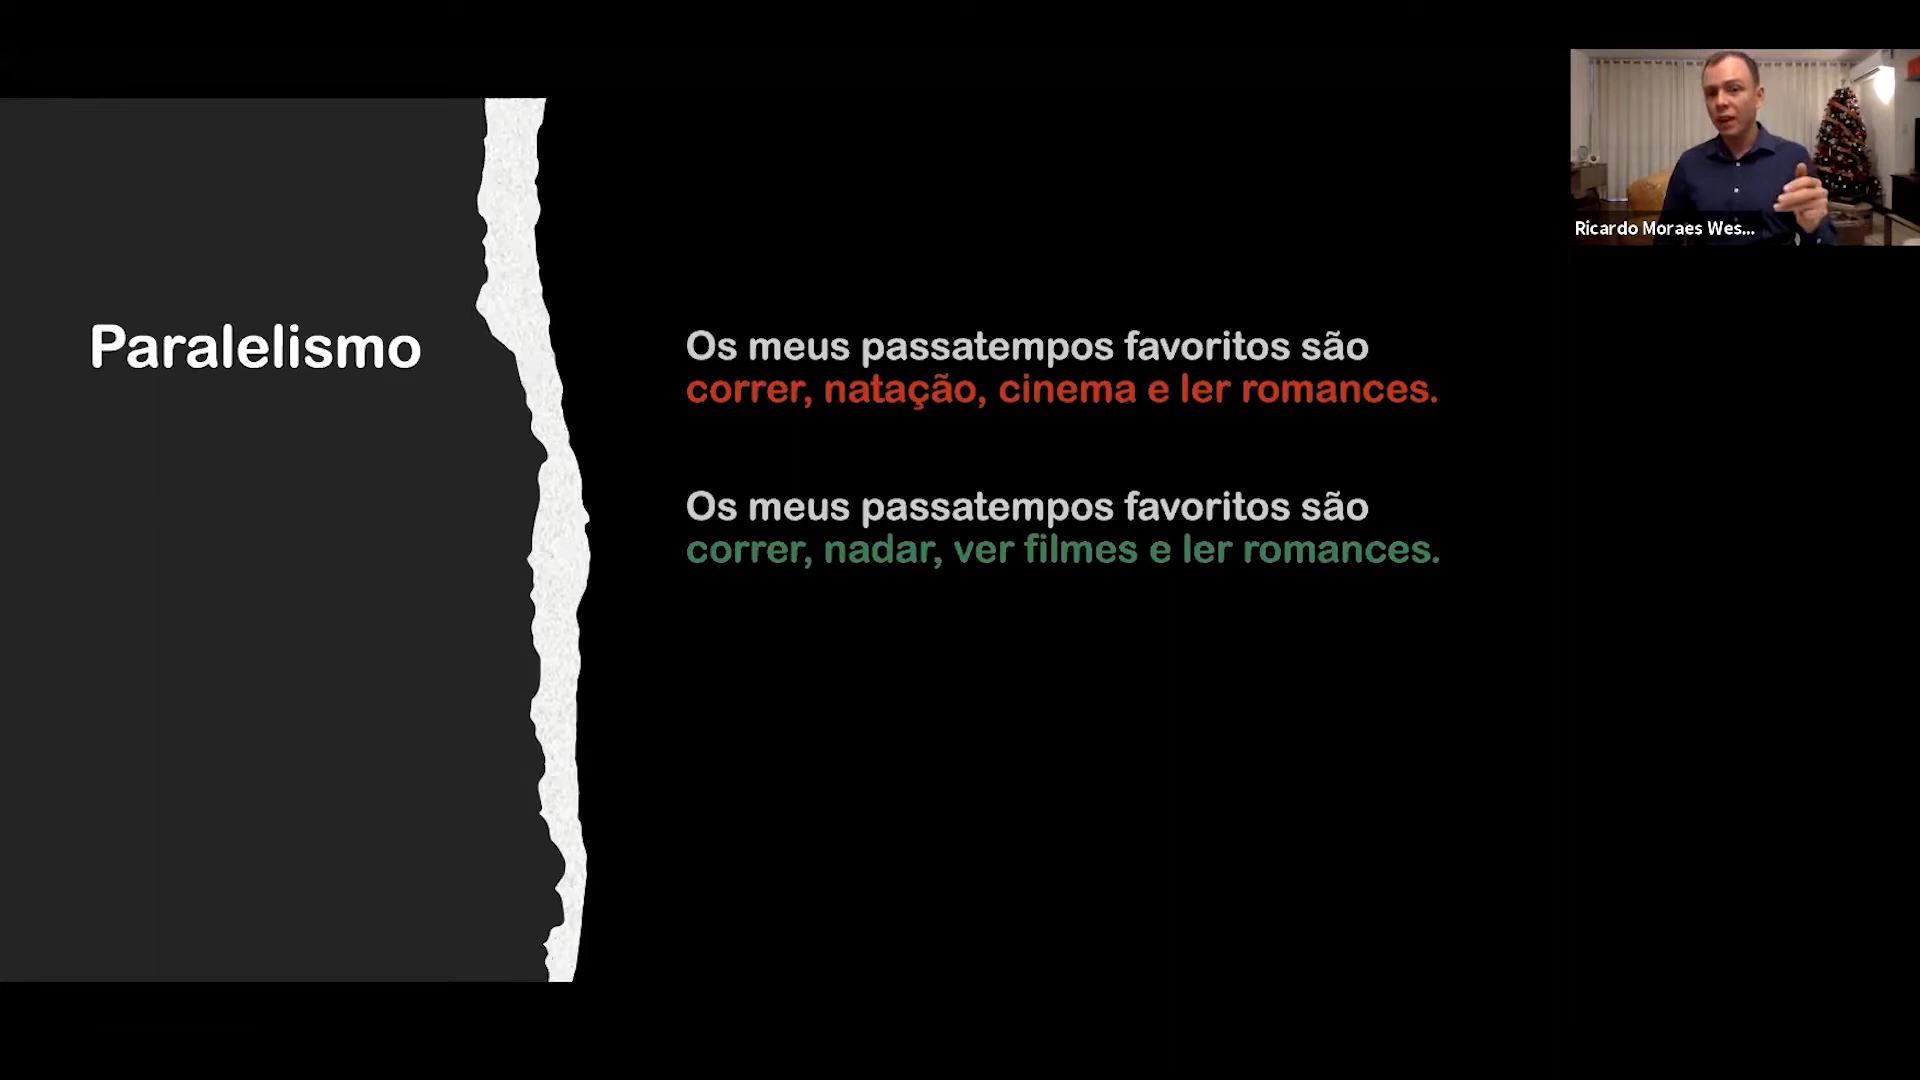 Paralelismo
Os meus passatempos favoritos são
correr, natação, cinema e ler romances.
Os meus passatempos favoritos são
correr, nadar, ver filmes e ler romances.
Ricardo Moraes Wes...